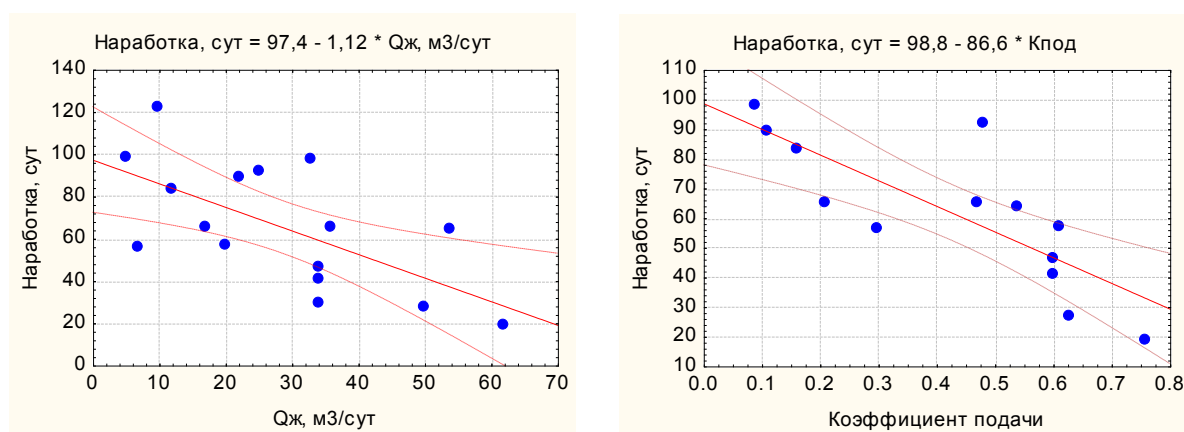 Наработка, сут = 97,4 - 1,12 * Qж, м3/сут
140
120
100
80
60
40
20
0
Наработка, сут
0 10 20 30 40 50 60 70
Qж, м3/сут
Наработка, сут = 98,8 - 86,6 * Кпод
110
100
90
80
70
60
50
40
30
20
10
Наработка, сут
0.0 0.1 0.2 0.3 0.4 0.5 0.6 0.7 0.8
Коэффициент подачи